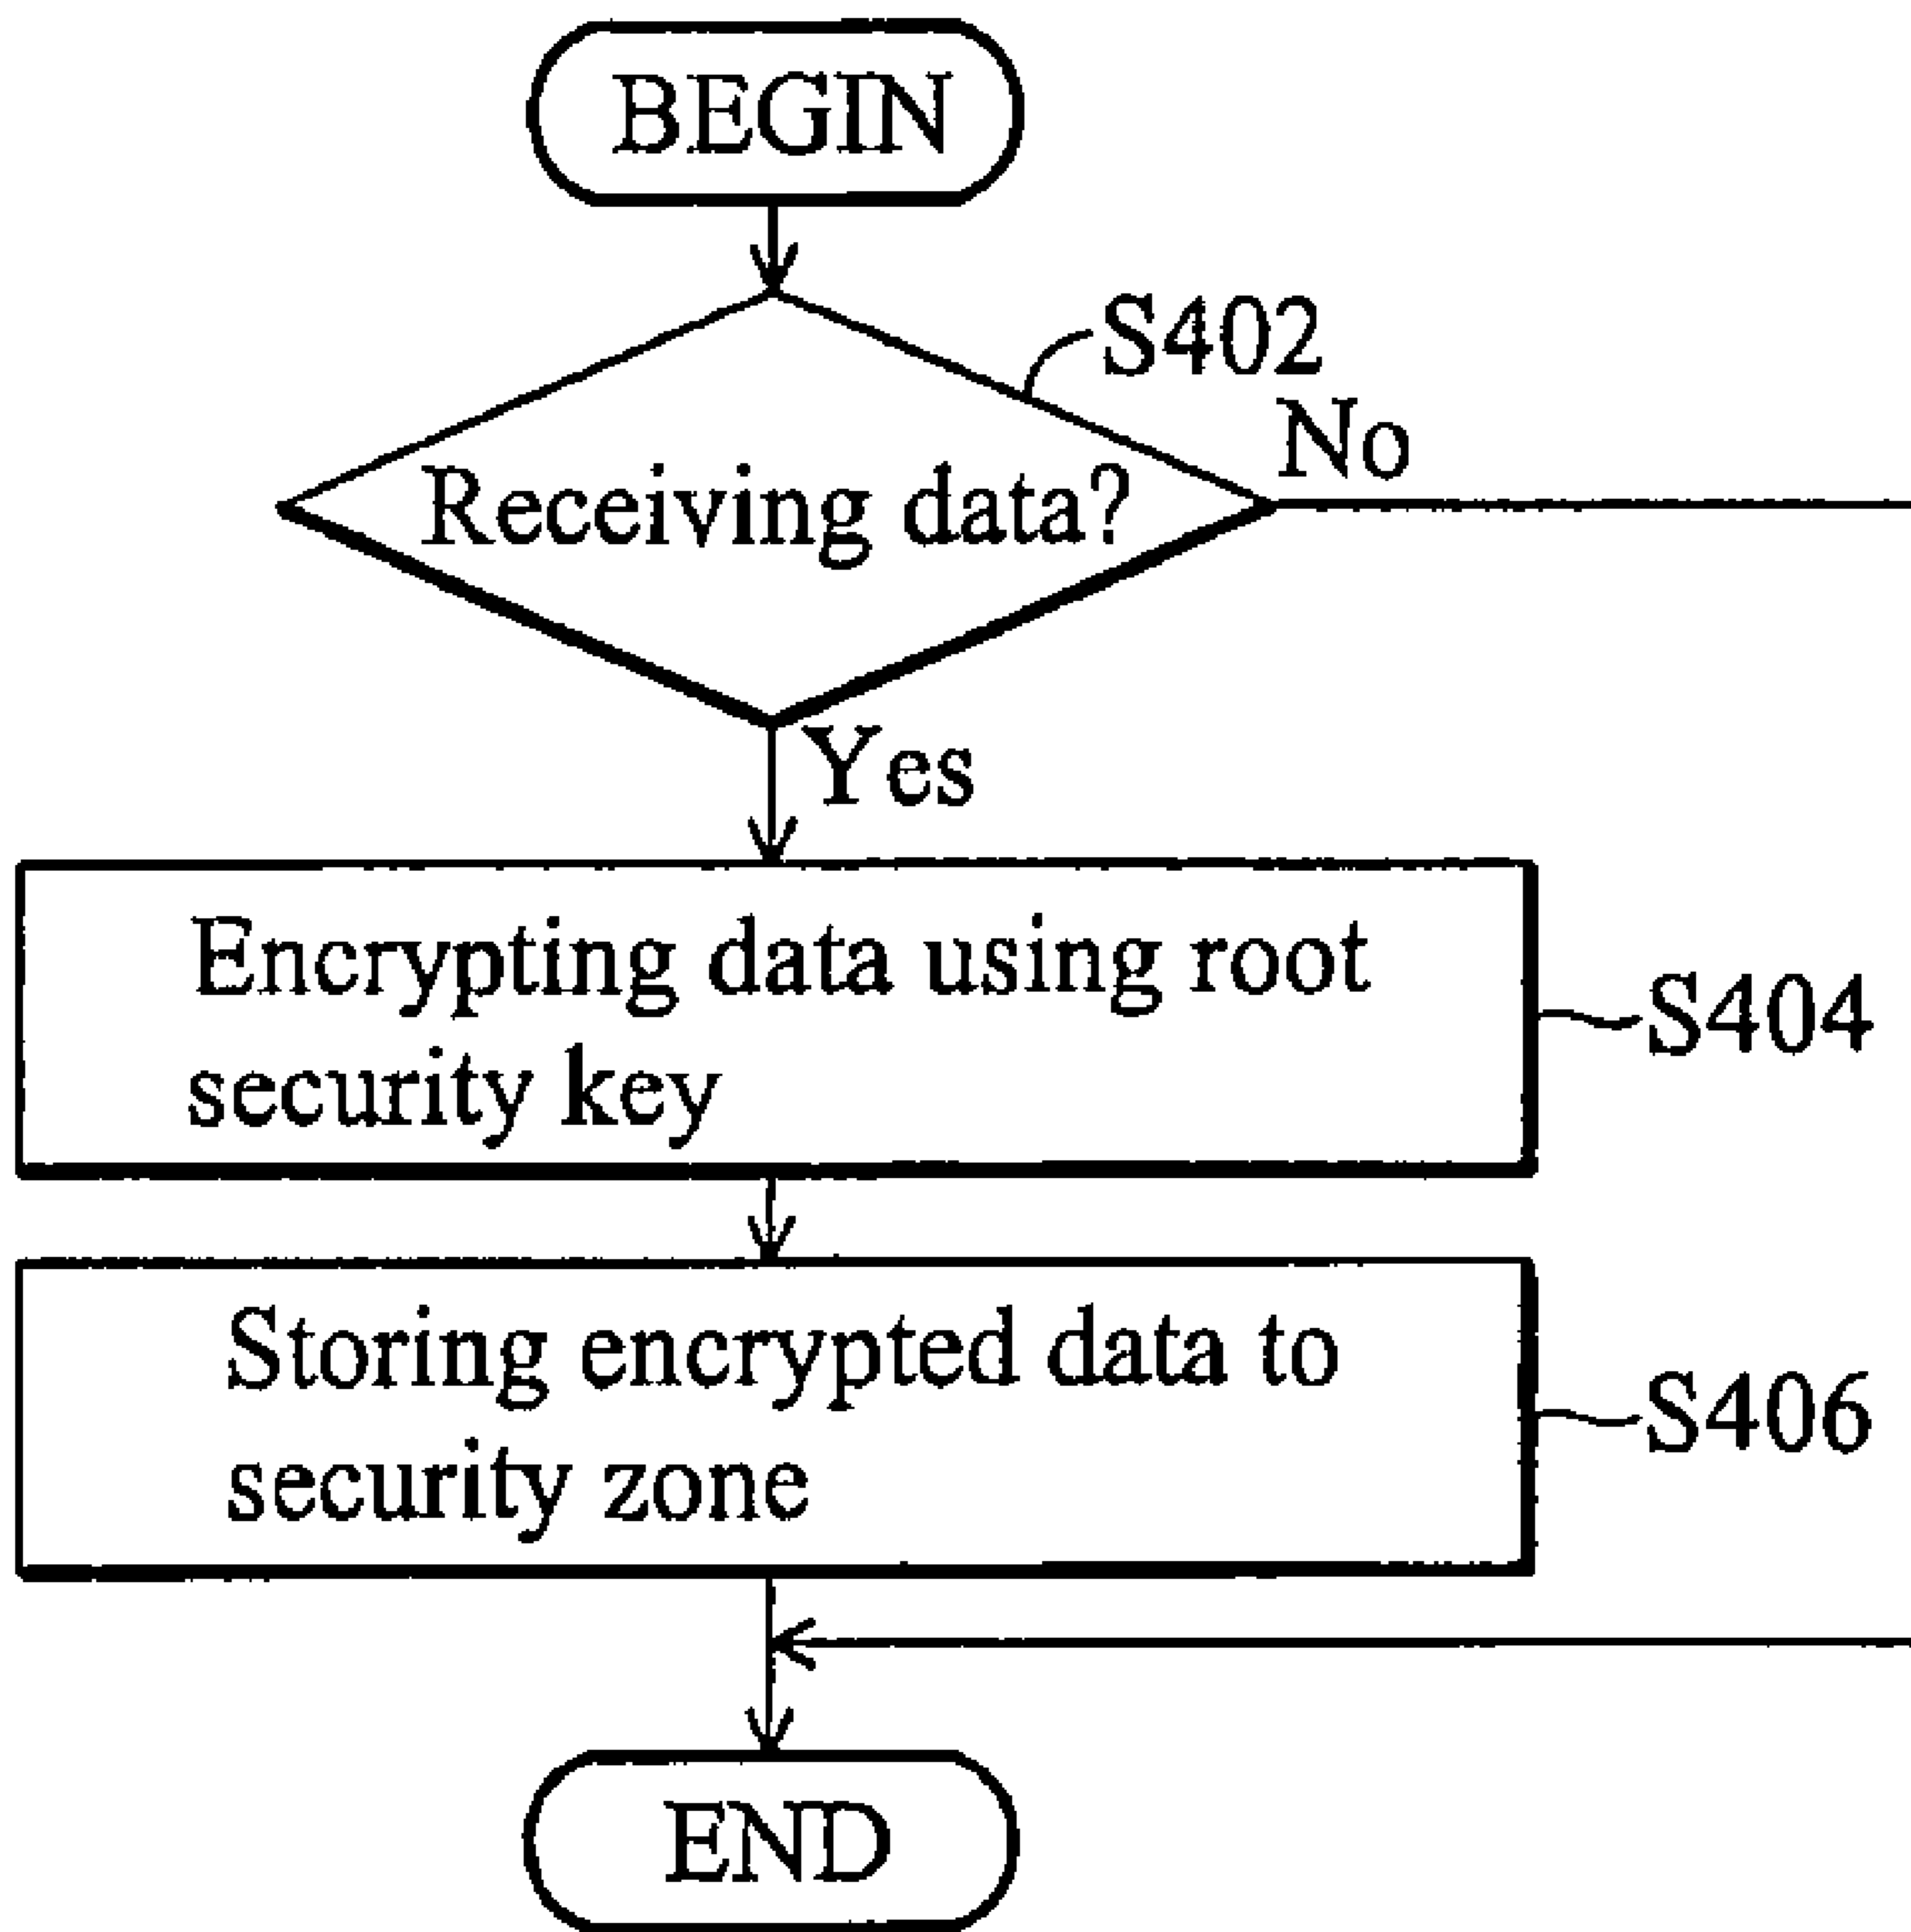 BEGIN
S402
No
Receiving data?
Yes
Encrypting data using root
security key
S404
Storing encrypted data to
security zone
S406
END